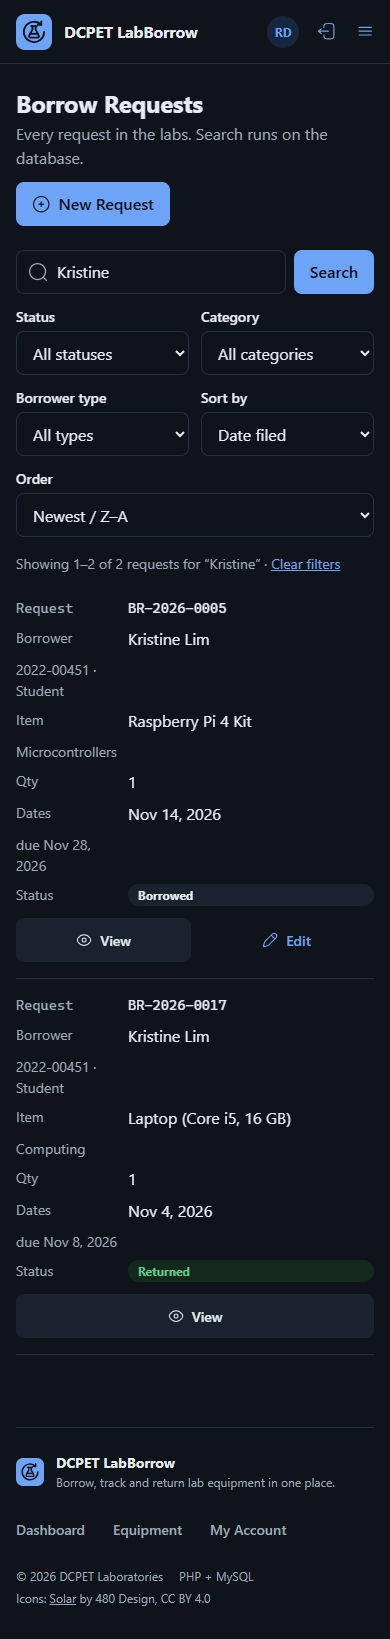 DCPET LabBorrow
RD
Borrow Requests
Every request in the labs. Search runs on the
database.
New Request
Kristine
Search
Status
Category
All statuses
All categories
Borrower type
Sort by
All types
Date filed
Order
Newest / Z–A
Showing 1–2 of 2 requests for “Kristine” · Clear filters
Request BR-2026-0005
Borrower Kristine Lim
2022-00451 ·
Student
Item Raspberry Pi 4 Kit
Microcontrollers
Qty 1
Dates Nov 14, 2026
due Nov 28,
2026
Status Borrowed
View
Edit
Request BR-2026-0017
Borrower Kristine Lim
2022-00451 ·
Student
Item Laptop (Core i5, 16 GB)
Computing
Qty 1
Dates Nov 4, 2026
due Nov 8, 2026
Status Returned
View
DCPET LabBorrow
Borrow, track and return lab equipment in one place.
Dashboard Equipment My Account
© 2026 DCPET Laboratories PHP + MySQL
Icons: Solar by 480 Design, CC BY 4.0